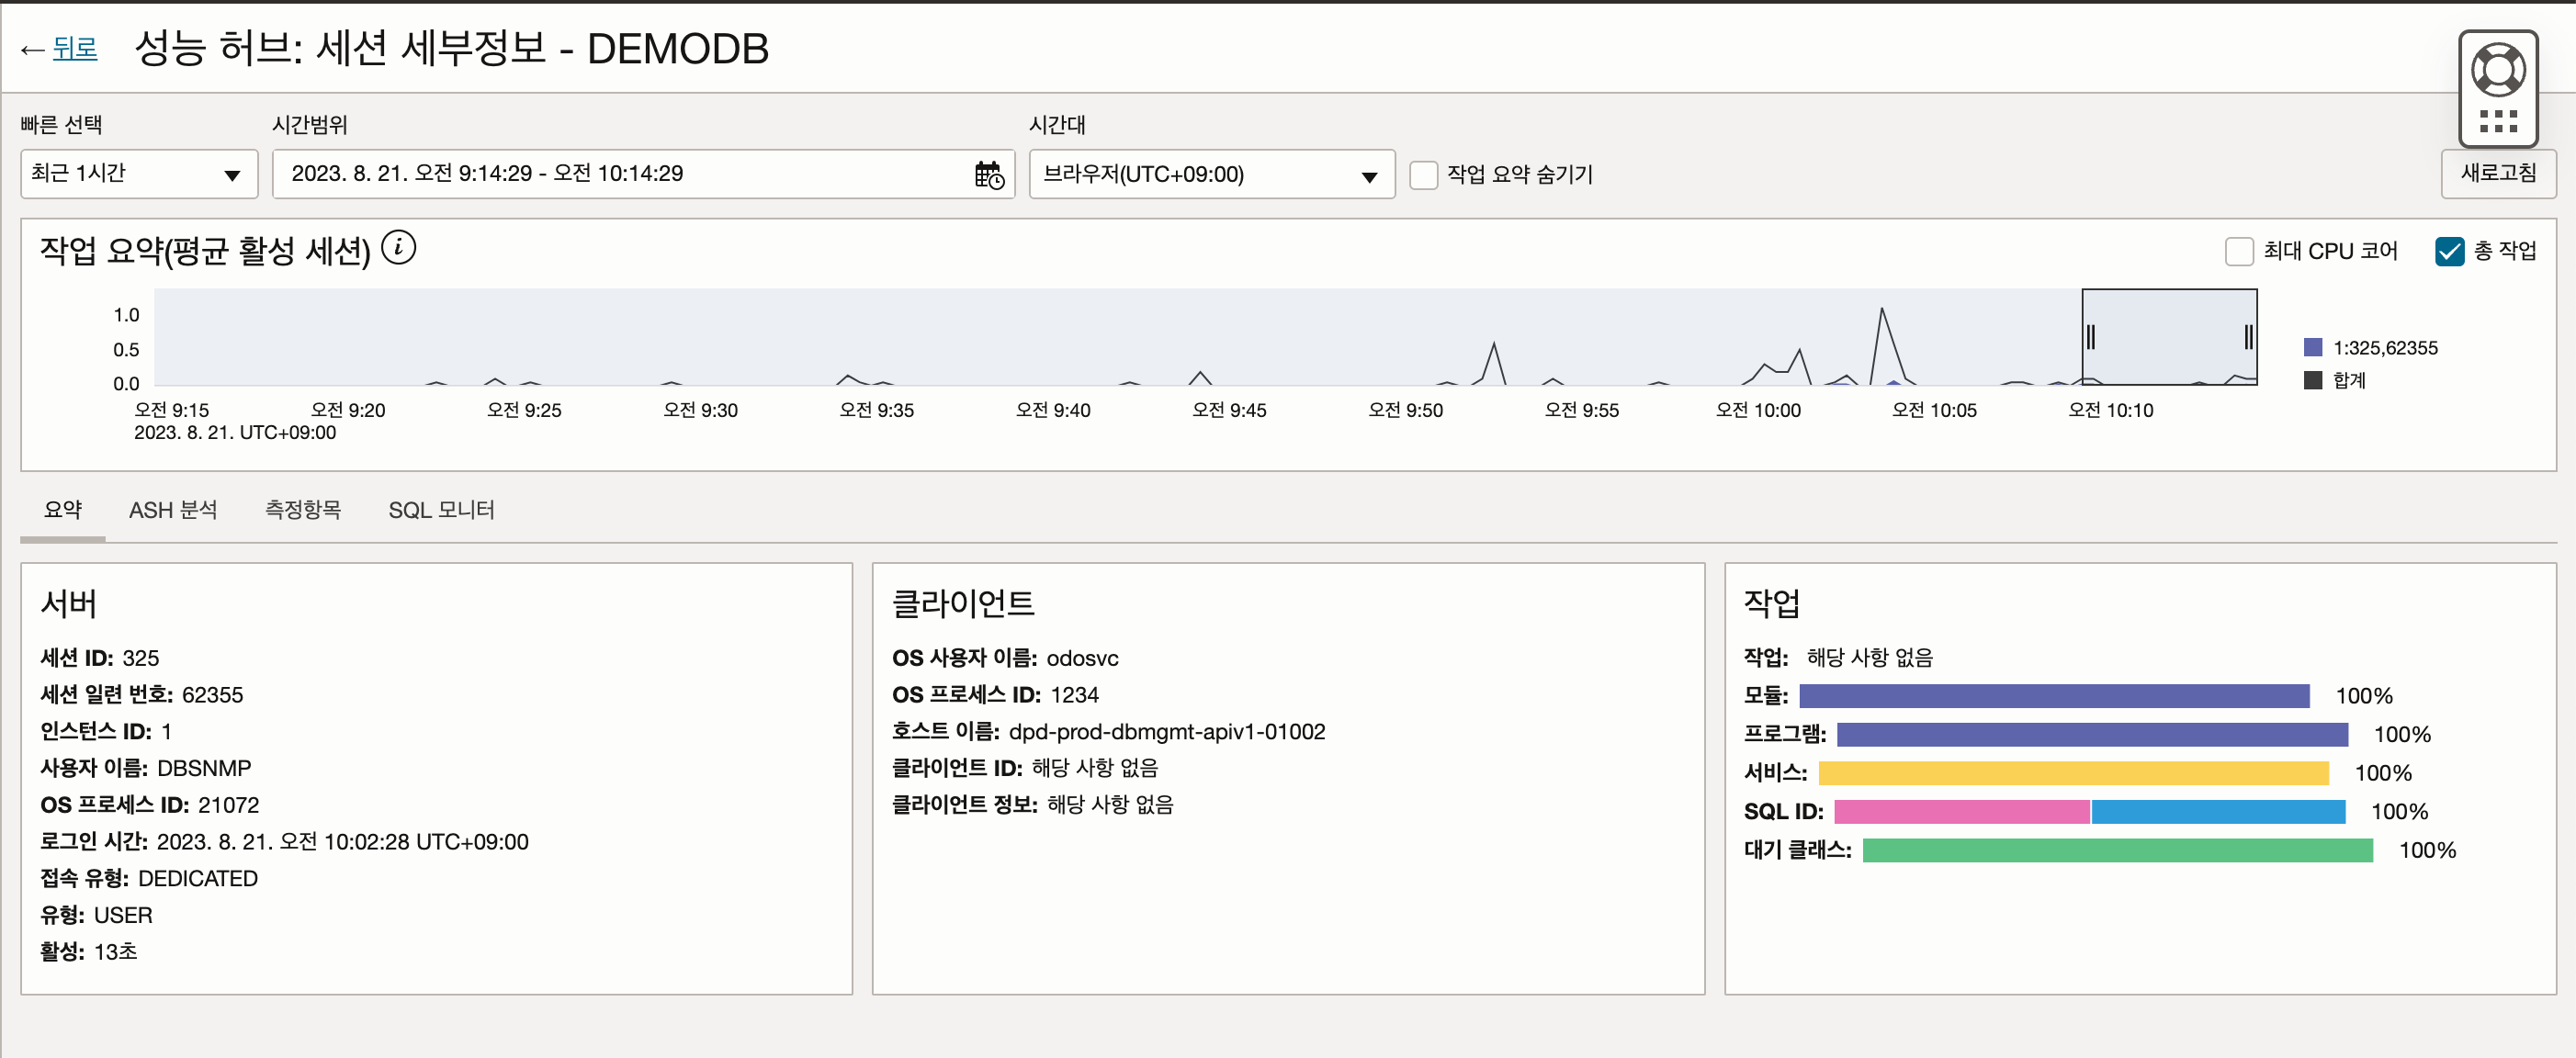 ← 뒤로 성능 허브: 세션 세부정보 - DEMODB
빠른 선택 시간범위 시간대
최근 1시간 2023. 8. 21. 오전 9:14:29 - 오전 10:14:29 브라우저(UTC+09:00) 작업 요약 숨기기 새로고침
작업 요약(평균 활성 세션) i 최대 CPU 코어 총 작업
1.0
0.5
0.0
1:325,62355
합계
오전 9:15 오전 9:20 오전 9:25 오전 9:30 오전 9:35 오전 9:40 오전 9:45 오전 9:50 오전 9:55 오전 10:00 오전 10:05 오전 10:10
2023. 8. 21. UTC+09:00
요약 ASH 분석 측정항목 SQL 모니터
서버
세션 ID: 325
세션 일련 번호: 62355
인스턴스 ID: 1
사용자 이름: DBSNMP
OS 프로세스 ID: 21072
로그인 시간: 2023. 8. 21. 오전 10:02:28 UTC+09:00
접속 유형: DEDICATED
유형: USER
활성: 13초
클라이언트
OS 사용자 이름: odosvc
OS 프로세스 ID: 1234
호스트 이름: dpd-prod-dbmgmt-apiv1-01002
클라이언트 ID: 해당 사항 없음
클라이언트 정보: 해당 사항 없음
작업
작업: 해당 사항 없음
모듈: 100%
프로그램: 100%
서비스: 100%
SQL ID: 100%
대기 클래스: 100%